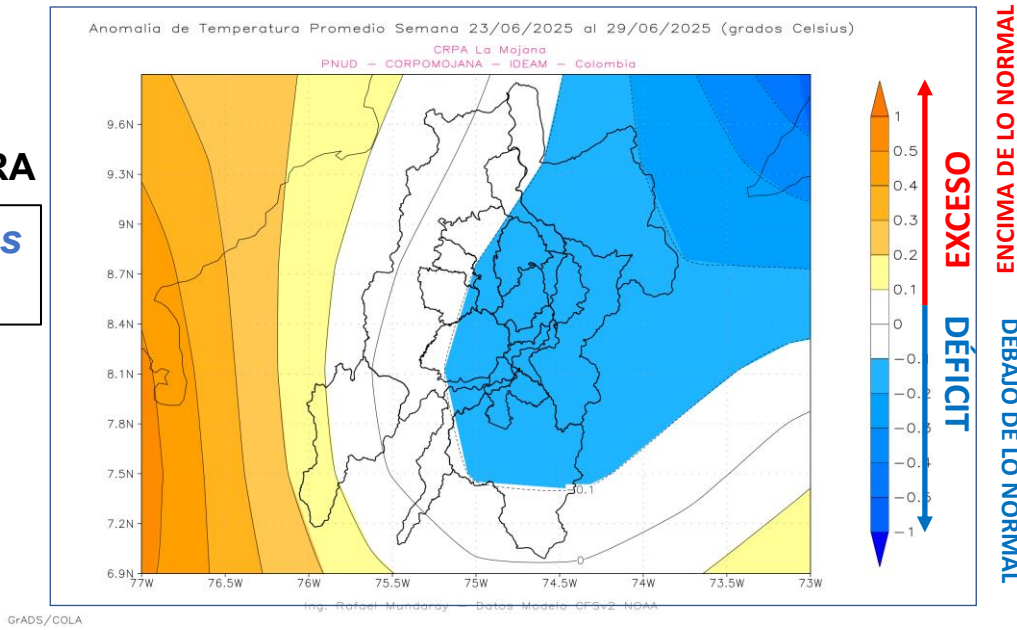 Anomalia de Temperatura Promedio Semana 23/06/2025 al 29/06/2025 (grados Celsius)
CRPA La Mojana
PNUD – CORPOMOJANA – IDEAM – Colombia
RA
s
9.6N
9.3N
9N
8.7N
8.4N
8.1N
7.8N
7.5N
7.2N
6.9N
77W
76.5W
76W
75.5W
75W
74.5W
74W
73.5W
73W
0.1
0
1
0.5
0.4
0.3
0.2
0.1
0
−0.1
−0.2
−0.3
−0.4
−0.5
−1
EXCESO
DÉFICIT
ENCIMA DE LO NORMAL
DEBAJO DE LO NORMAL
Ing. Rafael Mundaray – Datos Modelo CFSv2 NOAA
GrADS/COLA